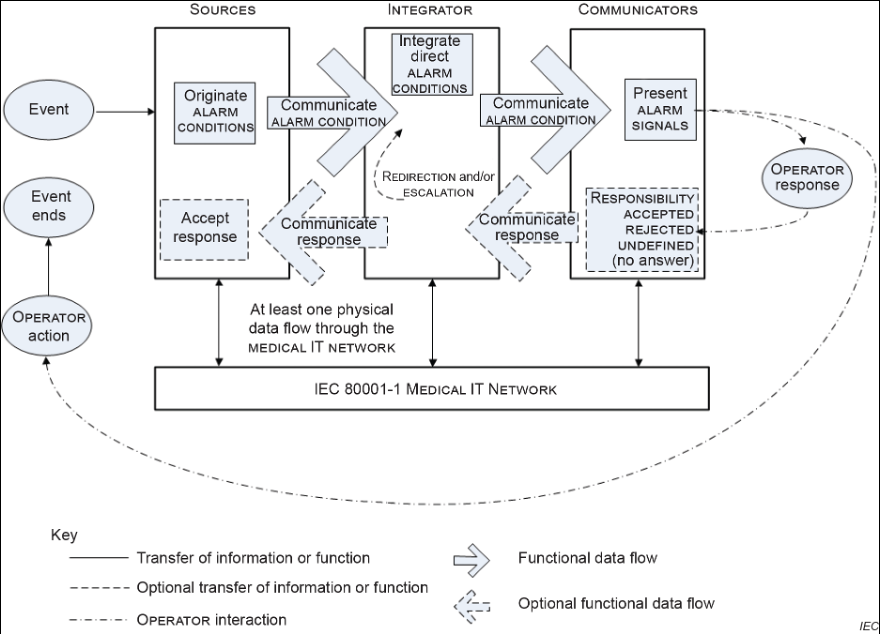 SOURCES
INTEGRATOR
COMMUNICATORS
Event
Originate
ALARM
CONDITIONS
Communicate
ALARM CONDITION
Integrate
direct
ALARM
CONDITIONS
Communicate
ALARM CONDITION
Present
ALARM
SIGNALS
OPERATOR
response
REDIRECTION and/or
ESCALATION
Event
ends
Accept
response
Communicate
response
Communicate
response
RESPONSIBILITY
ACCEPTED
REJECTED
UNDEFINED
(no answer)
OPERATOR
action
At least one physical
data flow through the
MEDICAL IT NETWORK
IEC 80001-1 MEDICAL IT NETWORK
Key
Transfer of information or function
Functional data flow
Optional transfer of information or function
Optional functional data flow
OPERATOR interaction
IEC